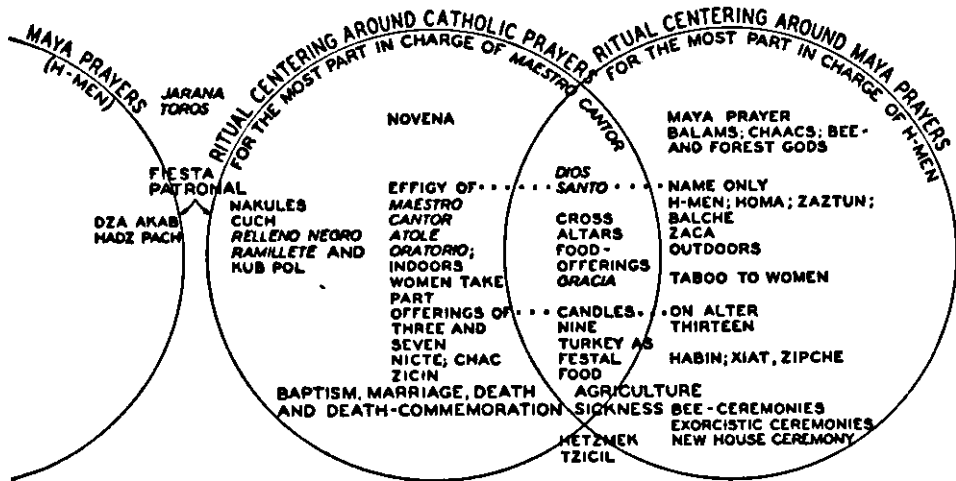 MAYA PRAYERS
(H-MEN)
JARANA
TOROS
FIESTA
PATRONAL
DZA AKAB
HADZ PACH
RITUAL CENTERING AROUND CATHOLIC PRAYERS
FOR THE MOST PART IN CHARGE OF MAESTRO CANTOR
NOVENA
EFFIGY OF
NAKULES
CUCH
RELLENO NEGRO
RAMILLETE AND
KUB POL
MAESTRO
CANTOR
ATOLE
ORATORIO;
INDOORS
WOMEN TAKE
PART
OFFERINGS OF
THREE AND
SEVEN
NICTE; CHAC
ZICIN
BAPTISM, MARRIAGE, DEATH
AND DEATH-COMMEMORATION
DIOS
SANTO
CROSS
ALTARS
FOOD-
OFFERINGS
GRACIA
CANDLES
NINE
TURKEY AS
FESTAL
FOOD
AGRICULTURE
SICKNESS
HETZMEK
TZICIL
RITUAL CENTERING AROUND MAYA PRAYERS
FOR THE MOST PART IN CHARGE OF H-MEN
MAYA PRAYER
BALAMS; CHAACS; BEE-
AND FOREST GODS
NAME ONLY
H-MEN; HOMA; ZAZTUN;
BALCHE
ZACA
OUTDOORS
TABOO TO WOMEN
ON ALTER
THIRTEEN
HABIN; XIAT, ZIPCHE
BEE-CEREMONIES
EXORCISTIC CEREMONIES
NEW HOUSE CEREMONY